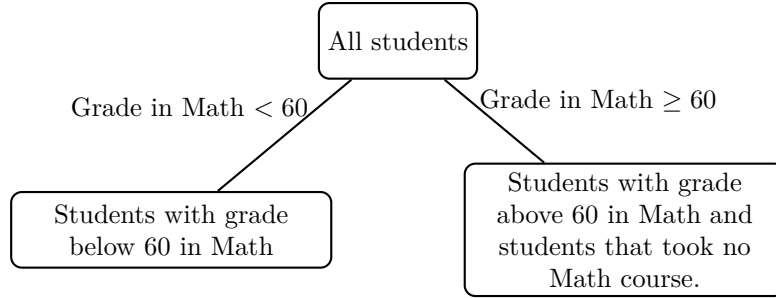 All students
Grade in Math < 60
Grade in Math ≥ 60
Students with grade
below 60 in Math
Students with grade
above 60 in Math and
students that took no
Math course.